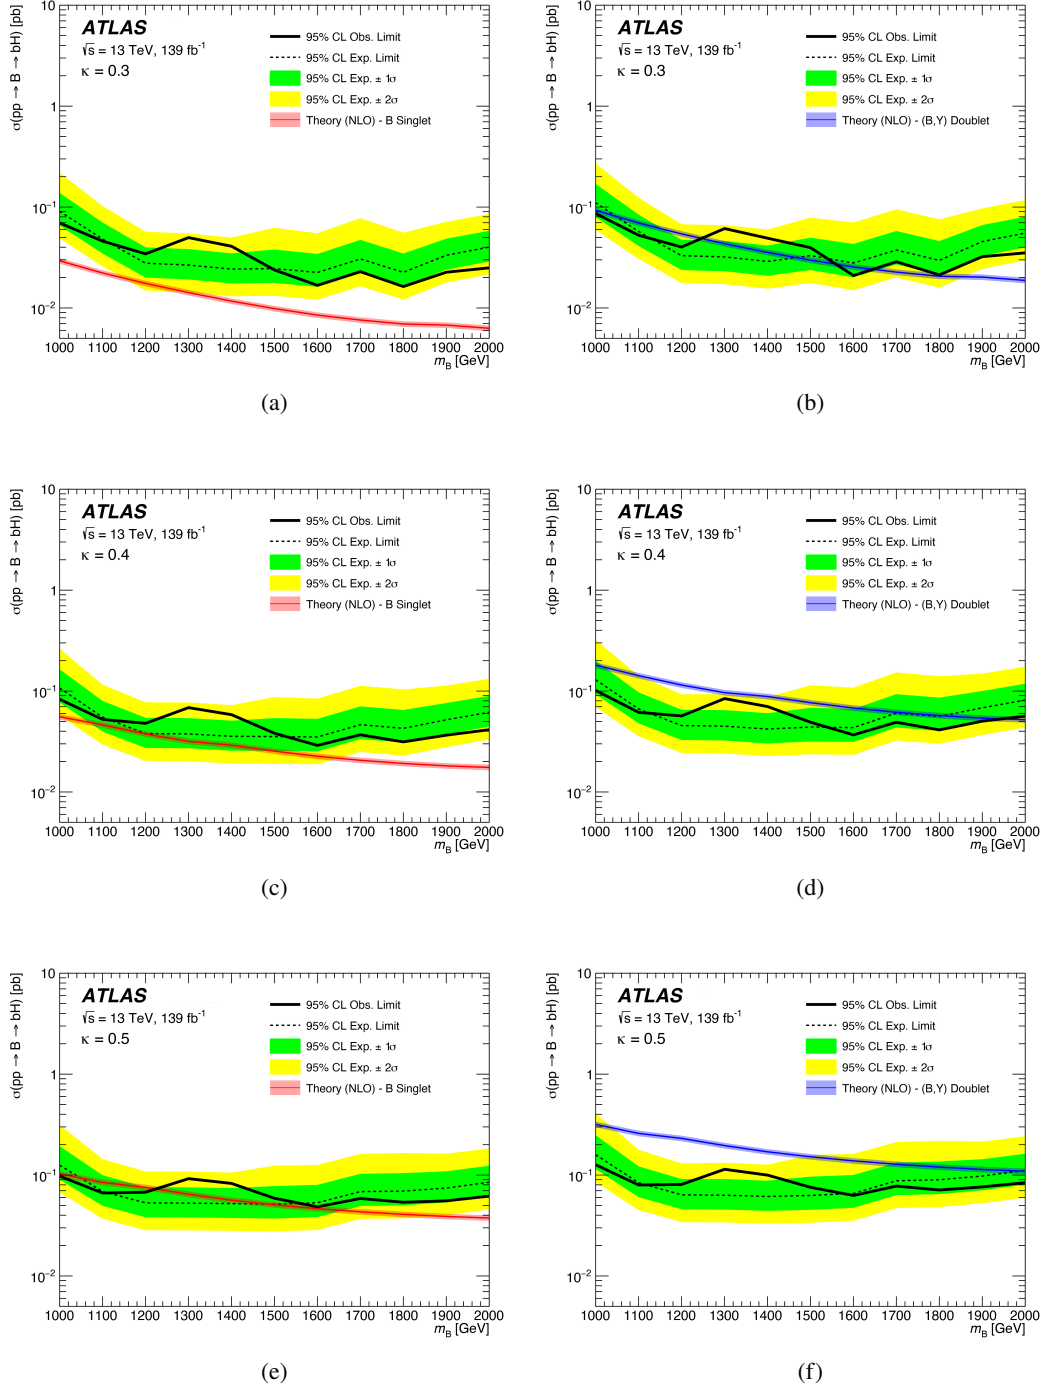 σ(pp → B → bH) [pb]
10
1
10⁻¹
10⁻²
ATLAS
√s = 13 TeV, 139 fb⁻¹
κ = 0.3
95% CL Obs. Limit
95% CL Exp. Limit
95% CL Exp. ± 1σ
95% CL Exp. ± 2σ
Theory (NLO) - B Singlet
1000 1100 1200 1300 1400 1500 1600 1700 1800 1900 2000
m_B [GeV]
(a)
σ(pp → B → bH) [pb]
10
1
10⁻¹
10⁻²
ATLAS
√s = 13 TeV, 139 fb⁻¹
κ = 0.3
95% CL Obs. Limit
95% CL Exp. Limit
95% CL Exp. ± 1σ
95% CL Exp. ± 2σ
Theory (NLO) - (B,Y) Doublet
1000 1100 1200 1300 1400 1500 1600 1700 1800 1900 2000
m_B [GeV]
(b)
σ(pp → B → bH) [pb]
10
1
10⁻¹
10⁻²
ATLAS
√s = 13 TeV, 139 fb⁻¹
κ = 0.4
95% CL Obs. Limit
95% CL Exp. Limit
95% CL Exp. ± 1σ
95% CL Exp. ± 2σ
Theory (NLO) - B Singlet
1000 1100 1200 1300 1400 1500 1600 1700 1800 1900 2000
m_B [GeV]
(c)
σ(pp → B → bH) [pb]
10
1
10⁻¹
10⁻²
ATLAS
√s = 13 TeV, 139 fb⁻¹
κ = 0.4
95% CL Obs. Limit
95% CL Exp. Limit
95% CL Exp. ± 1σ
95% CL Exp. ± 2σ
Theory (NLO) - (B,Y) Doublet
1000 1100 1200 1300 1400 1500 1600 1700 1800 1900 2000
m_B [GeV]
(d)
σ(pp → B → bH) [pb]
10
1
10⁻¹
10⁻²
ATLAS
√s = 13 TeV, 139 fb⁻¹
κ = 0.5
95% CL Obs. Limit
95% CL Exp. Limit
95% CL Exp. ± 1σ
95% CL Exp. ± 2σ
Theory (NLO) - B Singlet
1000 1100 1200 1300 1400 1500 1600 1700 1800 1900 2000
m_B [GeV]
(e)
σ(pp → B → bH) [pb]
10
1
10⁻¹
10⁻²
ATLAS
√s = 13 TeV, 139 fb⁻¹
κ = 0.5
95% CL Obs. Limit
95% CL Exp. Limit
95% CL Exp. ± 1σ
95% CL Exp. ± 2σ
Theory (NLO) - (B,Y) Doublet
1000 1100 1200 1300 1400 1500 1600 1700 1800 1900 2000
m_B [GeV]
(f)